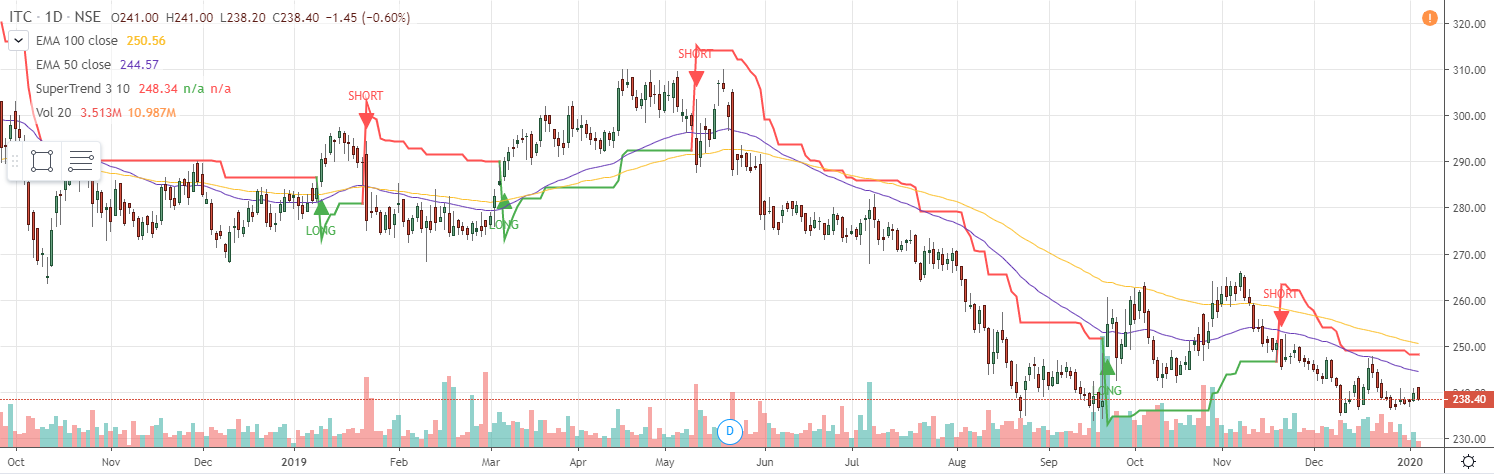 ITC · 1D · NSE O241.00 H241.00 L238.20 C238.40 −1.45 (−0.60%)
EMA 100 close 250.56
EMA 50 close 244.57
SuperTrend 3 10 248.34 n/a n/a
Vol 20 3.513M 10.987M
SHORT
SHORT
LONG
LONG
SHORT
LONG
D
320.00
310.00
300.00
290.00
280.00
270.00
260.00
250.00
240.00
238.40
230.00
Oct Nov Dec 2019 Feb Mar Apr May Jun Jul Aug Sep Oct Nov Dec 2020